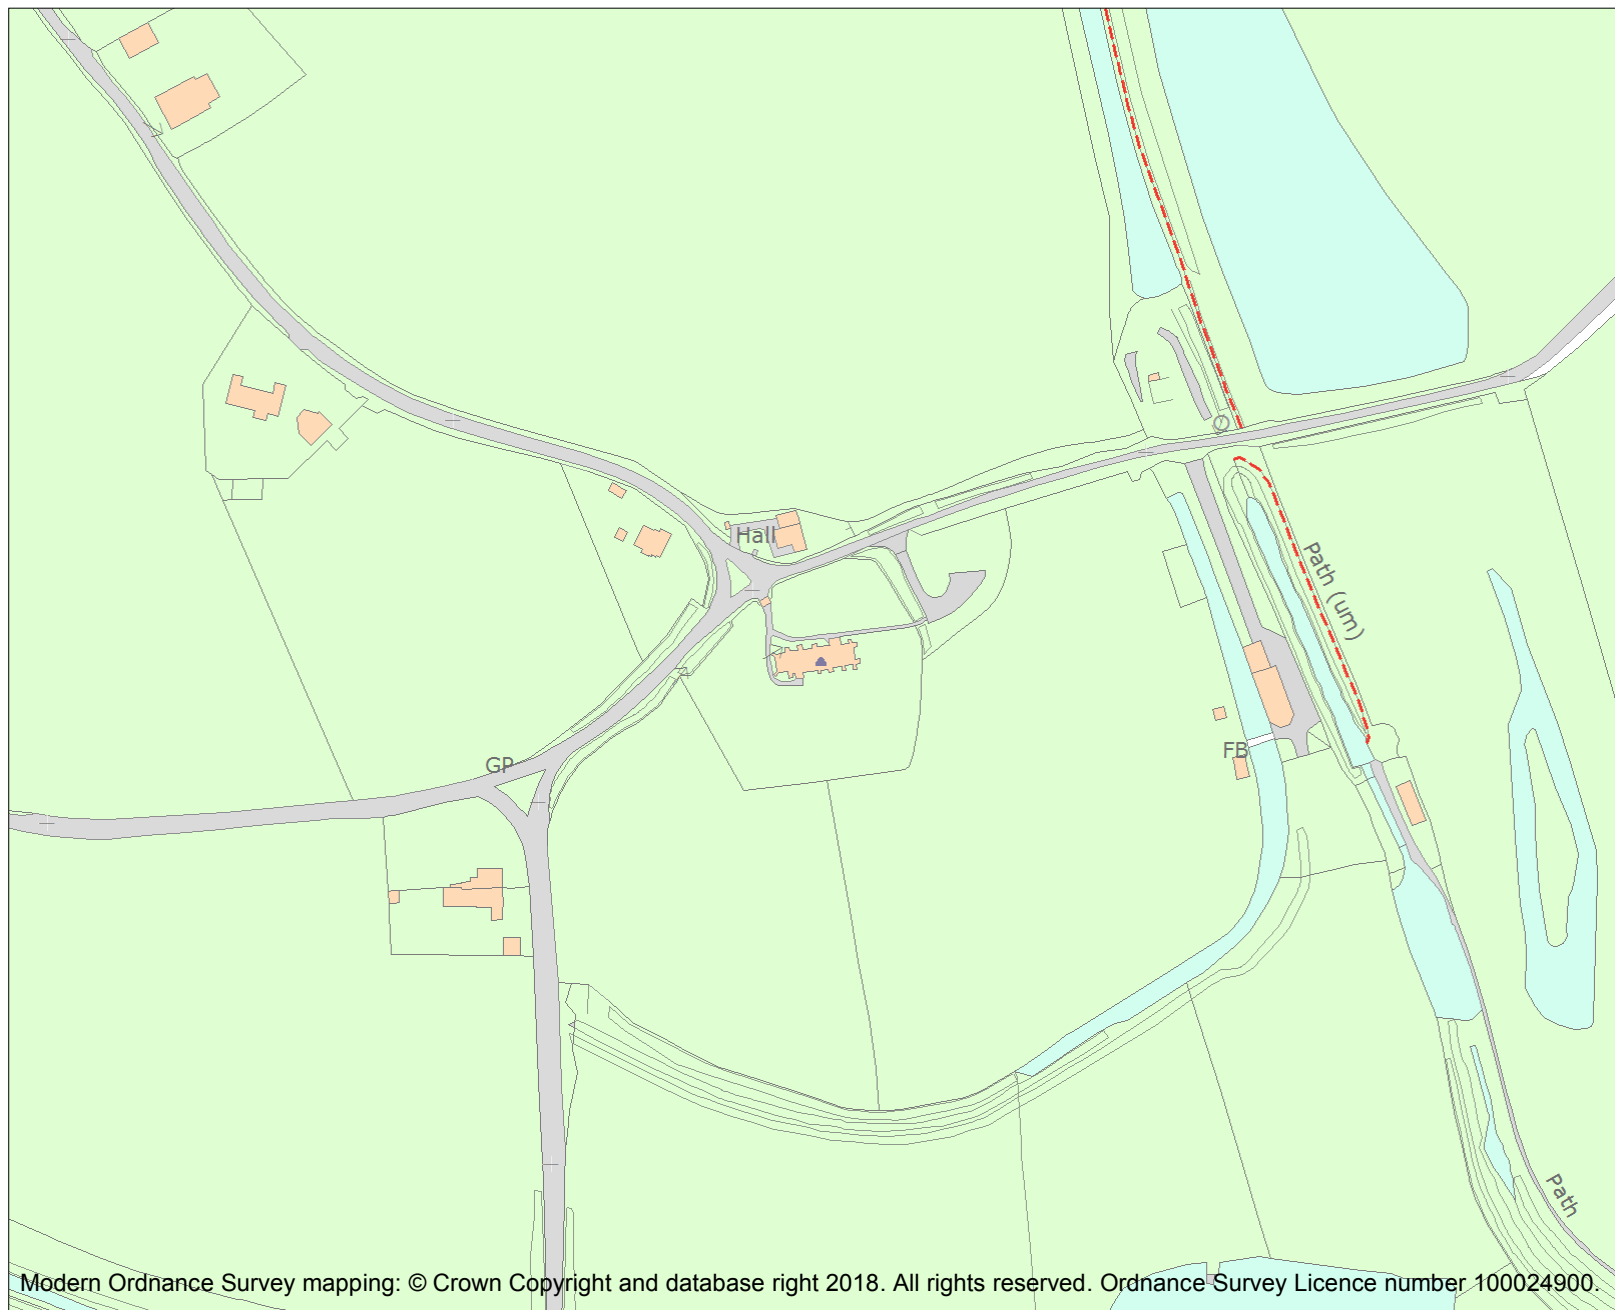 Hall
Path (um)
FB
GP
Path
Modern Ordnance Survey mapping: © Crown Copyright and database right 2018. All rights reserved. Ordnance Survey Licence number 100024900.